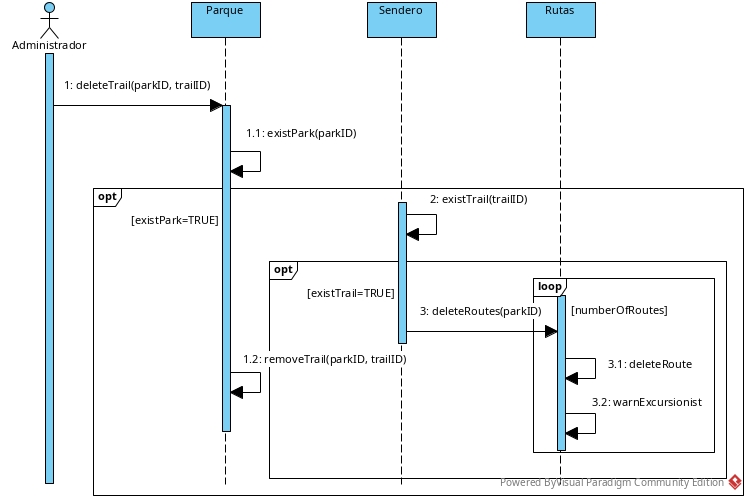 Parque
Sendero
Rutas
Administrador
1: deleteTrail(parkID, trailID)
1.1: existPark(parkID)
opt
[existPark=TRUE]
2: existTrail(trailID)
opt
[existTrail=TRUE]
loop
[numberOfRoutes]
3: deleteRoutes(parkID)
1.2: removeTrail(parkID, trailID)
3.1: deleteRoute
3.2: warnExcursionist
Powered ByVisual Paradigm Community Edition